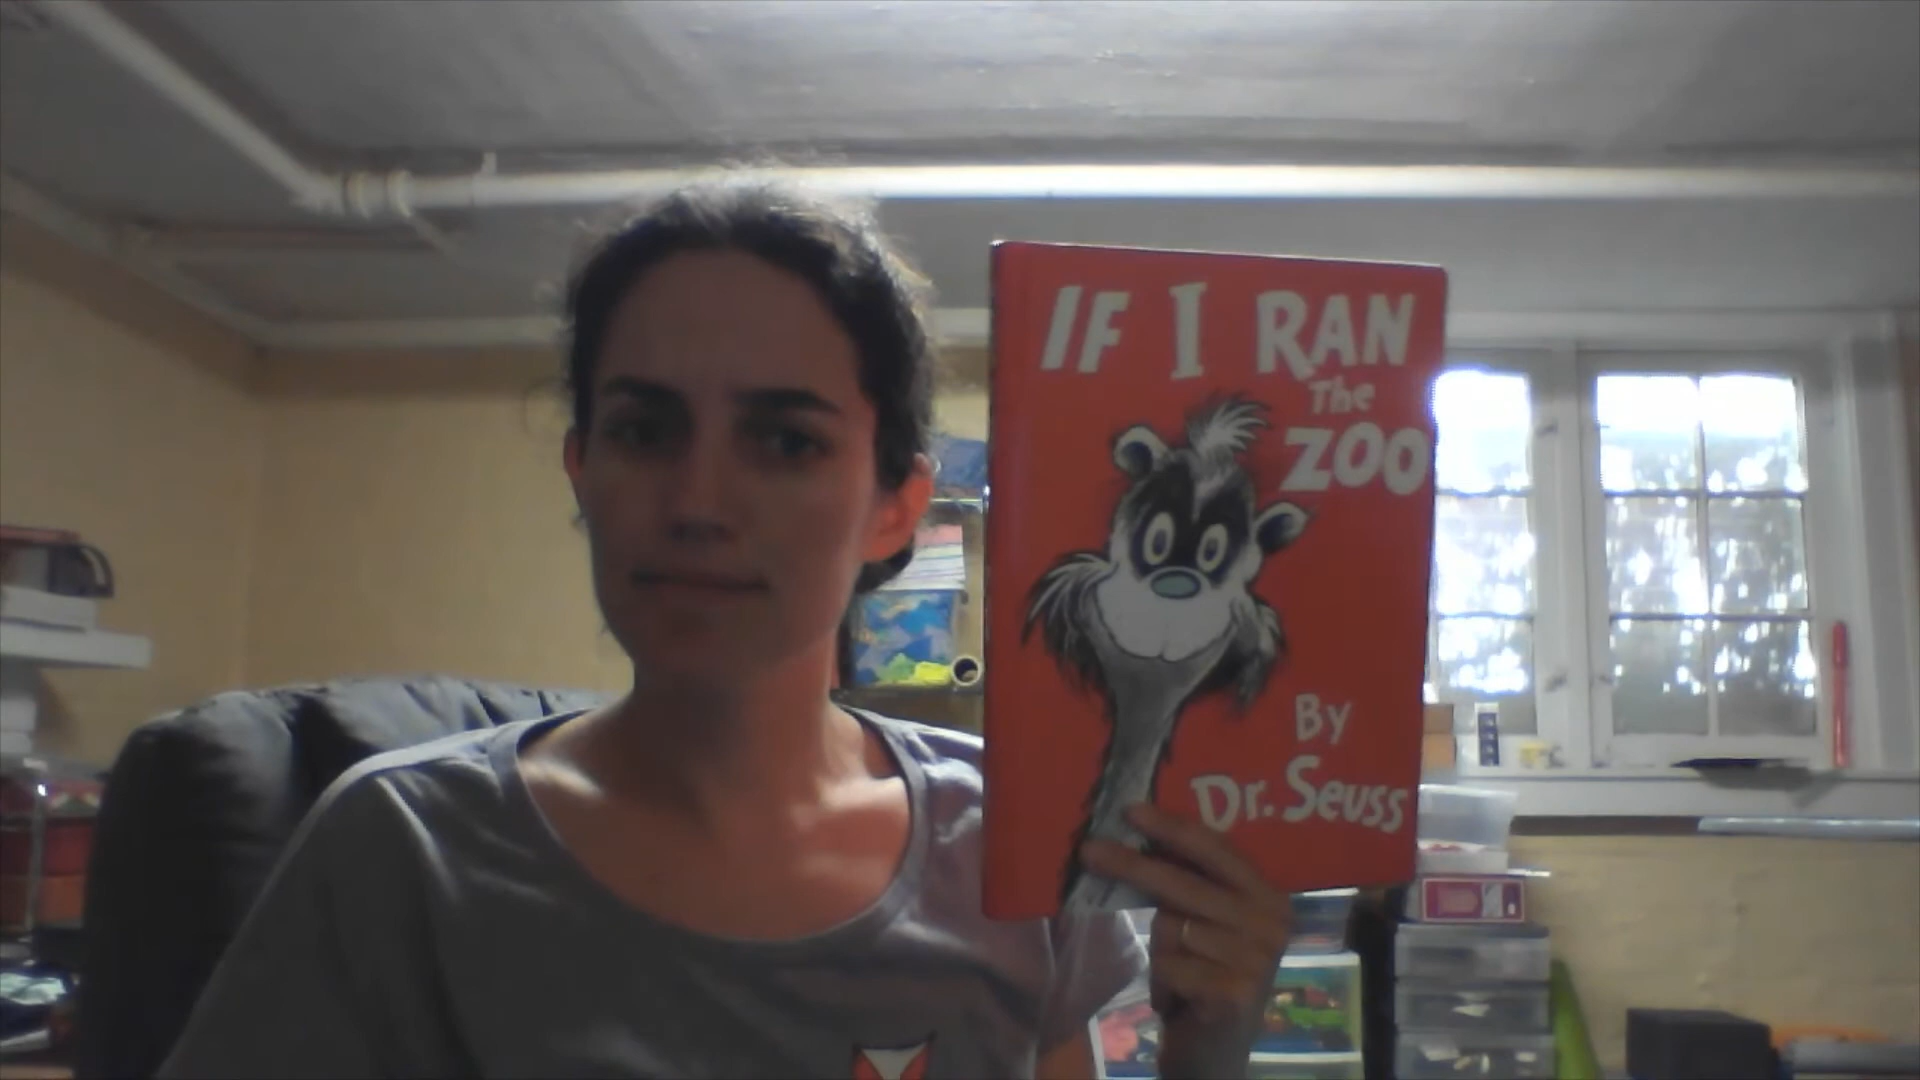 IF I RAN
The
ZOO
By
Dr. Seuss